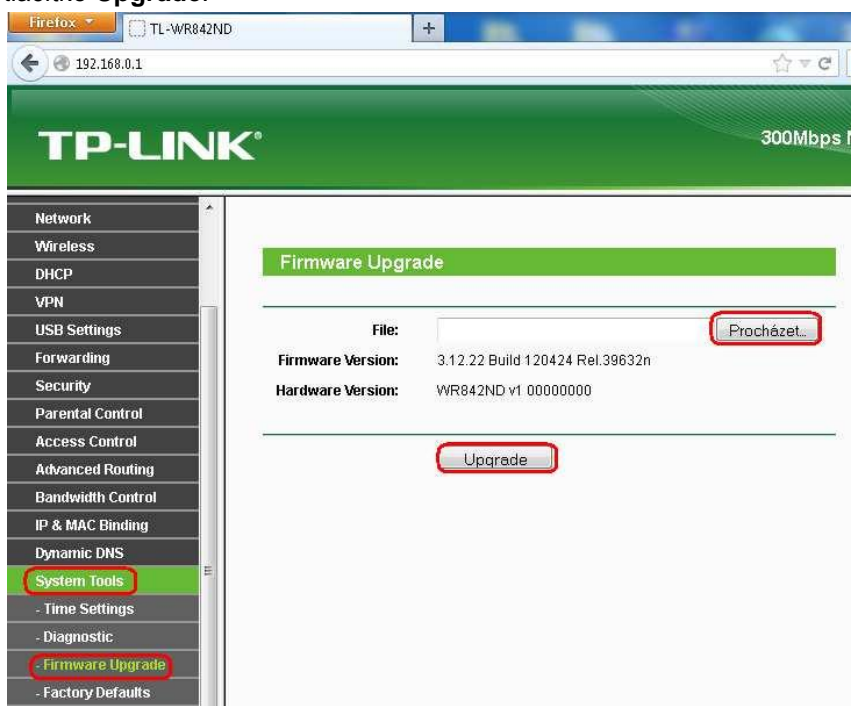 Upgrade.
Firefox
TL-WR842ND
+
192.168.0.1
TP-LINK®
300Mbps
Network
Wireless
DHCP
VPN
USB Settings
Forwarding
Security
Parental Control
Access Control
Advanced Routing
Bandwidth Control
IP & MAC Binding
Dynamic DNS
System Tools
- Time Settings
- Diagnostic
- Firmware Upgrade
- Factory Defaults
Firmware Upgrade
File:
Procházet...
Firmware Version: 3.12.22 Build 120424 Rel.39632n
Hardware Version: WR842ND v1 00000000
Upgrade